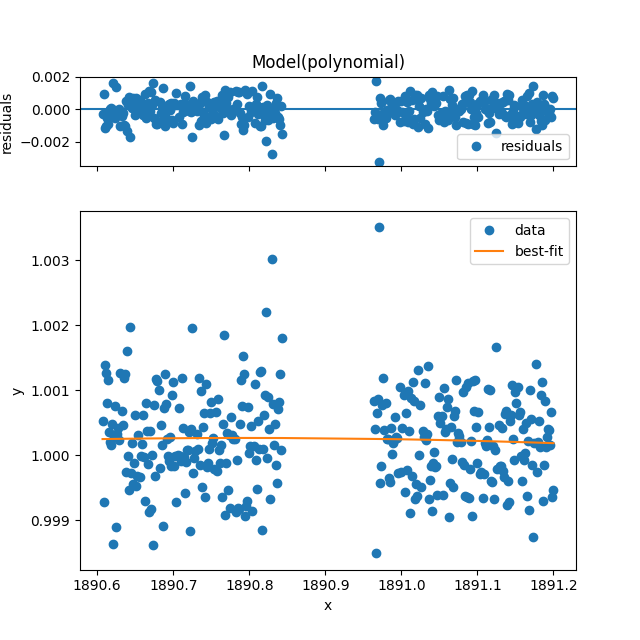 Model(polynomial)
0.002
0.000
−0.002
residuals
residuals
1.003
1.002
1.001
1.000
0.999
y
data
best-fit
1890.6 1890.7 1890.8 1890.9 1891.0 1891.1 1891.2
x